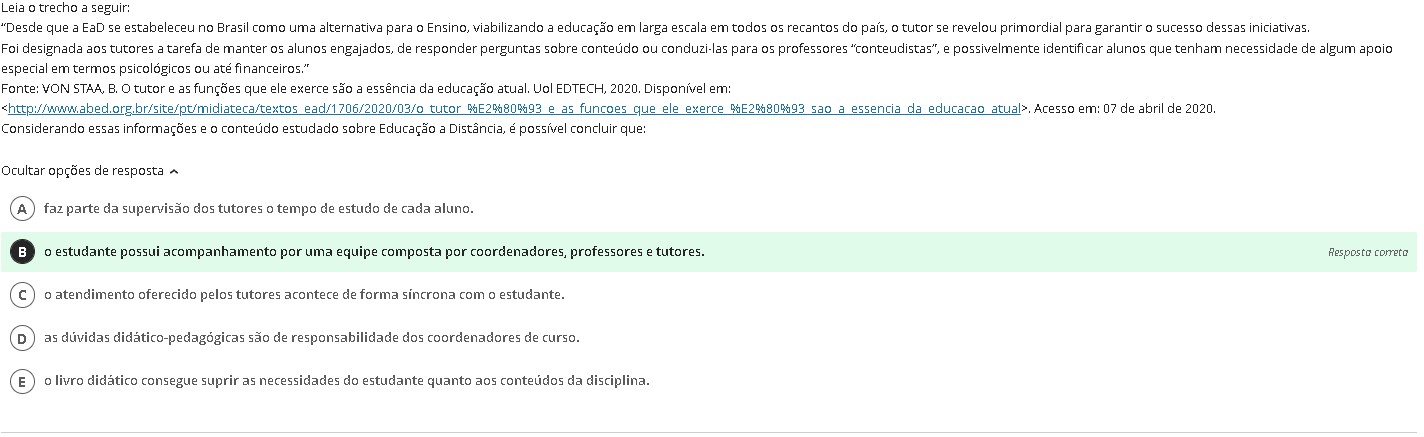 Leia o trecho a seguir:
“Desde que a EaD se estabeleceu no Brasil como uma alternativa para o Ensino, viabilizando a educação em larga escala em todos os recantos do país, o tutor se revelou primordial para garantir o sucesso dessas iniciativas.
Foi designada aos tutores a tarefa de manter os alunos engajados, de responder perguntas sobre conteúdo ou conduzi-las para os professores “conteudistas”, e possivelmente identificar alunos que tenham necessidade de algum apoio
especial em termos psicológicos ou até financeiros.”
Fonte: VON STAA, B. O tutor e as funções que ele exerce são a essência da educação atual. Uol EDTECH, 2020. Disponível em:
<http://www.abed.org.br/site/pt/midiateca/textos_ead/1706/2020/03/o_tutor_%E2%80%93_e_as_funcoes_que_ele_exerce_%E2%80%93_sao_a_essencia_da_educacao_atual>. Acesso em: 07 de abril de 2020.
Considerando essas informações e o conteúdo estudado sobre Educação a Distância, é possível concluir que:
Ocultar opções de resposta
A faz parte da supervisão dos tutores o tempo de estudo de cada aluno.
B o estudante possui acompanhamento por uma equipe composta por coordenadores, professores e tutores. Resposta correta
C o atendimento oferecido pelos tutores acontece de forma síncrona com o estudante.
D as dúvidas didático-pedagógicas são de responsabilidade dos coordenadores de curso.
E o livro didático consegue suprir as necessidades do estudante quanto aos conteúdos da disciplina.